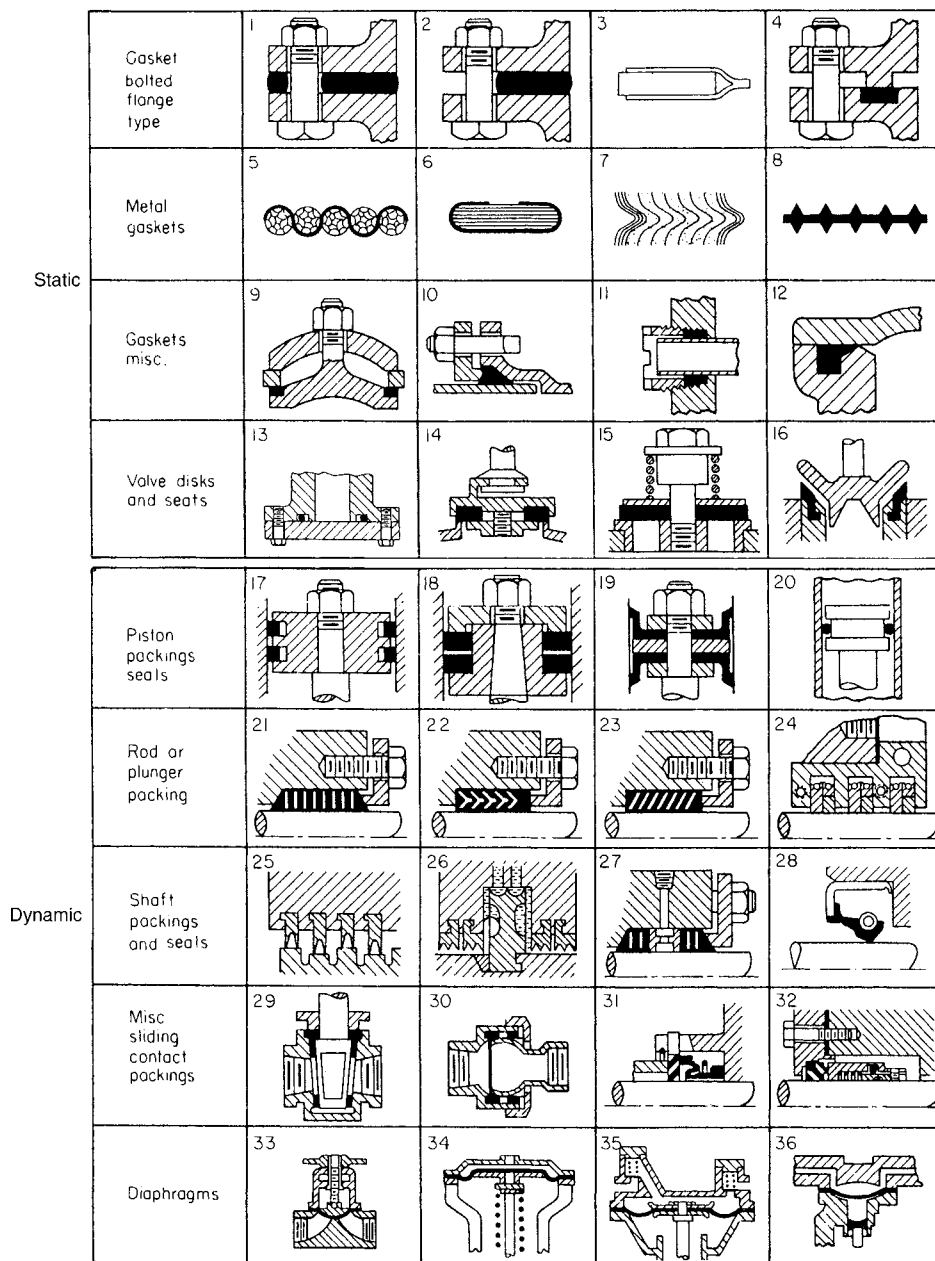 1
2
3
4
Gasket
bolted
flange
type
5
6
7
8
Metal
gaskets
Static
9
10
11
12
Gaskets
misc.
13
14
15
16
Valve disks
and seats
17
18
19
20
Piston
packings
seals
21
22
23
24
Rod or
plunger
packing
25
26
27
28
Dynamic
Shaft
packings
and seals
29
30
31
32
Misc
sliding
contact
packings
33
34
35
36
Diaphragms